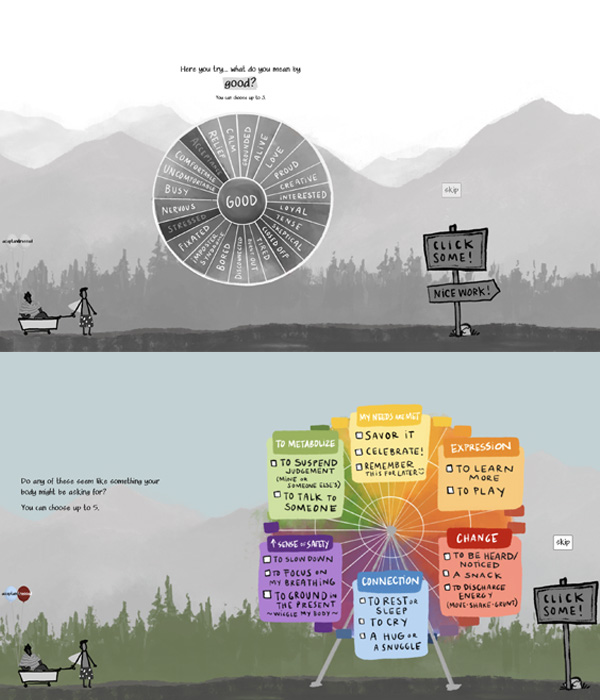 Here you try... what do you mean by
good?
You can choose up to 5.
GOOD
CALM
GROUNDED
ALIVE
LOVE
PROUD
CREATIVE
INTERESTED
LOYAL
TENSE
SKEPTICAL
CLOSED OFF
TIRED
BURNT OUT
DISCONNECTED
BORED
IMPOSTER
SYNDROME
FIXATED
STRESSED
NERVOUS
BUSY
UNCOMFORTABLE
COMFORTABLE
ACCEPTANCE
RELIEF
skip
CLICK
SOME!
NICE WORK!
Do any of these seem like something your
body might be asking for?
You can choose up to 5.
MY NEEDS ARE MET
SAVOR IT
CELEBRATE!
REMEMBER
THIS FOR LATER
TO METABOLIZE
TO SUSPEND
JUDGEMENT
(MINE OR
SOMEONE ELSE'S)
TO TALK TO
SOMEONE
EXPRESSION
TO LEARN
MORE
TO PLAY
↑ SENSE OF SAFETY
TO SLOW DOWN
TO FOCUS ON
MY BREATHING
TO GROUND IN
THE PRESENT
~WIGGLE MY BODY~
CONNECTION
TO REST OR
SLEEP
TO CRY
A HUG OR
A SNUGGLE
CHANGE
TO BE HEARD/
NOTICED
A SNACK
TO DISCHARGE
ENERGY
(MOVE-SHAKE-GRUNT)
skip
CLICK
SOME!